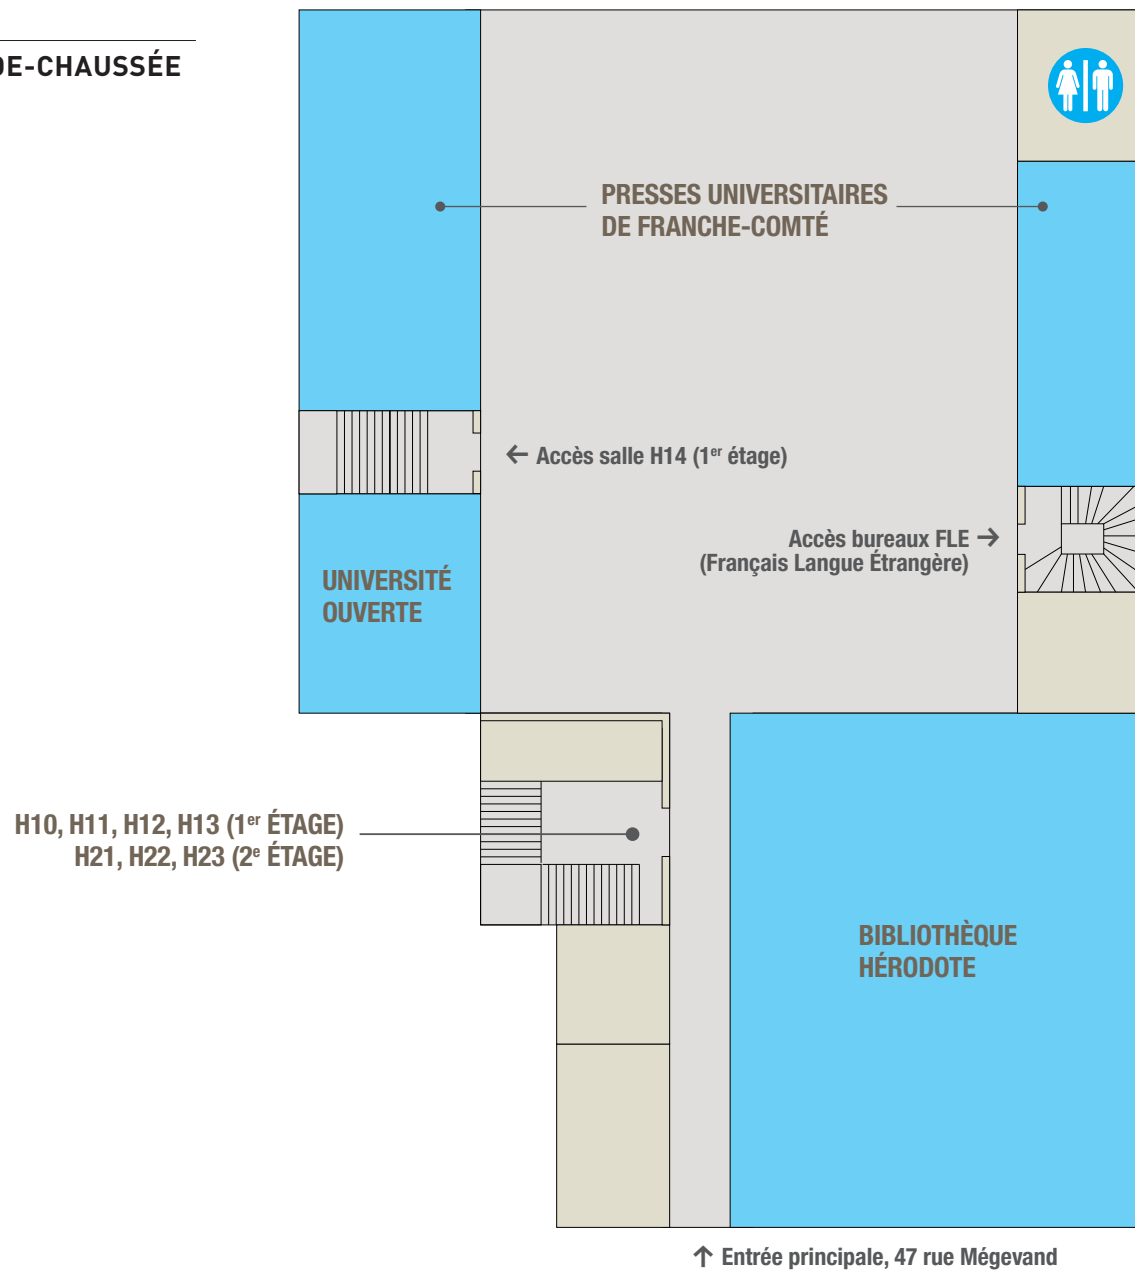 DE-CHAUSSÉE
PRESSES UNIVERSITAIRES
DE FRANCHE-COMTÉ
← Accès salle H14 (1er étage)
Accès bureaux FLE →
(Français Langue Étrangère)
UNIVERSITÉ
OUVERTE
H10, H11, H12, H13 (1er ÉTAGE)
H21, H22, H23 (2e ÉTAGE)
BIBLIOTHÈQUE
HÉRODOTE
↑ Entrée principale, 47 rue Mégevand